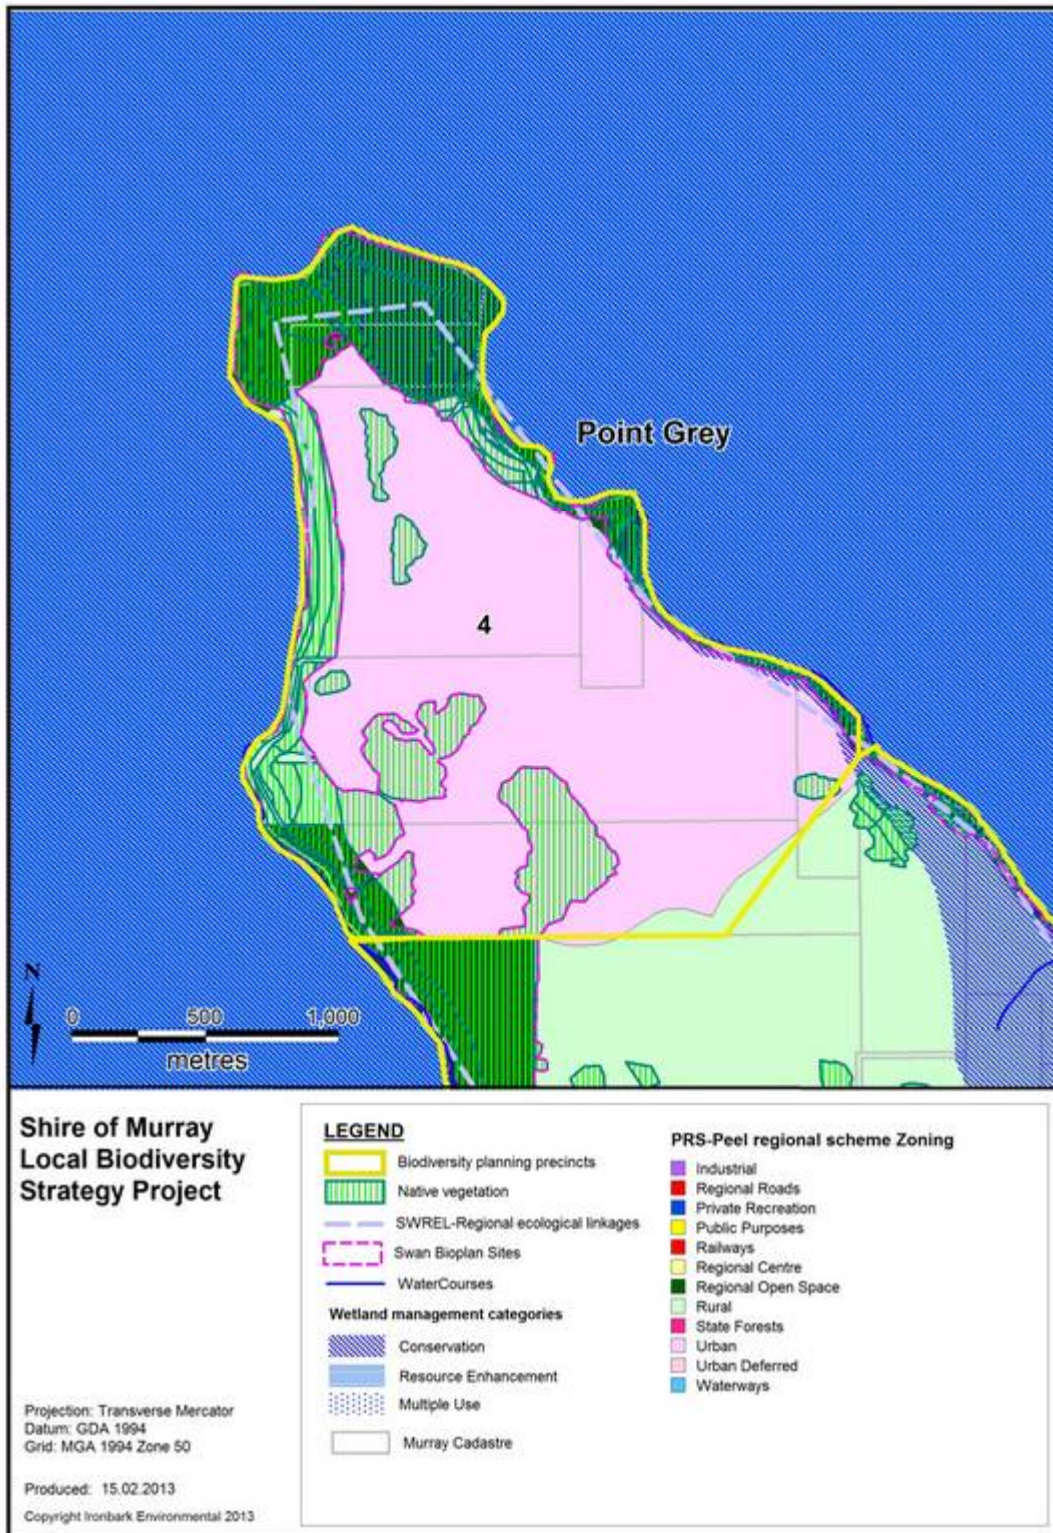 Point Grey
4
N
0 500 1,000
metres
Shire of Murray
Local Biodiversity
Strategy Project
Projection: Transverse Mercator
Datum: GDA 1994
Grid: MGA 1994 Zone 50
Produced: 15.02.2013
Copyright Ironbark Environmental 2013
LEGEND
Biodiversity planning precincts
Native vegetation
SWREL-Regional ecological linkages
Swan Bioplan Sites
WaterCourses
Wetland management categories
Conservation
Resource Enhancement
Multiple Use
Murray Cadastre
PRS-Peel regional scheme Zoning
Industrial
Regional Roads
Private Recreation
Public Purposes
Railways
Regional Centre
Regional Open Space
Rural
State Forests
Urban
Urban Deferred
Waterways